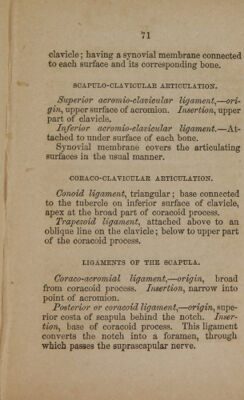 71
clavicle; having a synovial membrane connected
to each surface and its corresponding bone.
SCAPULO-CLAVICULAR ARTICULATION.
Superior acromio-clavicular ligament,—ori-
gin, upper surface of acromion. Insertion, upper
part of clavicle.
Inferior acromio-clavicular ligament.—At-
tached to under surface of each bone.
Synovial membrane covers the articulating
surfaces in the usual manner.
CORACO-CLAVICULAR ARTICULATION.
Conoid ligament, triangular; base connected
to the tubercle on inferior surface of clavicle,
apex at the broad part of coracoid process.
Trapezoid ligament, attached above to an
oblique line on the clavicle; below to upper part
of the coracoid process.
LIGAMENTS OF THE SCAPULA.
Coraco-acromial ligament,—origin, broad
from coracoid process. Insertion, narrow into
point of acromion.
Posterior or coracoid ligament,—origin, supe-
rior costa of scapula behind the notch. Inser-
tion, base of coracoid process. This ligament
converts the notch into a foramen, through
which passes the suprascapular nerve.